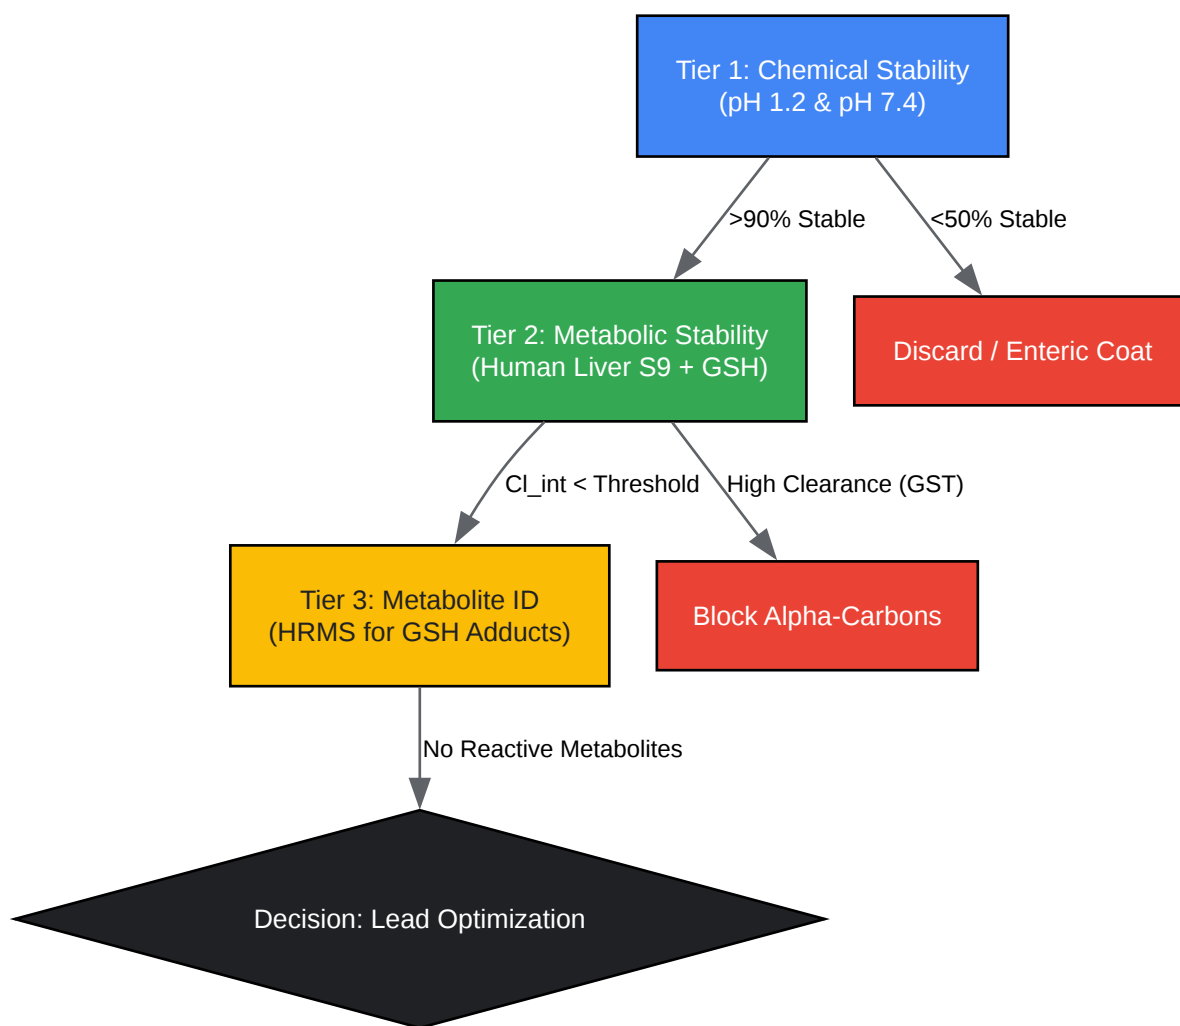 Tier 1: Chemical Stability
(pH 1.2 & pH 7.4)
>90% Stable
<50% Stable
Tier 2: Metabolic Stability
(Human Liver S9 + GSH)
Discard / Enteric Coat
Cl_int < Threshold
High Clearance (GST)
Tier 3: Metabolite ID
(HRMS for GSH Adducts)
Block Alpha-Carbons
No Reactive Metabolites
Decision: Lead Optimization